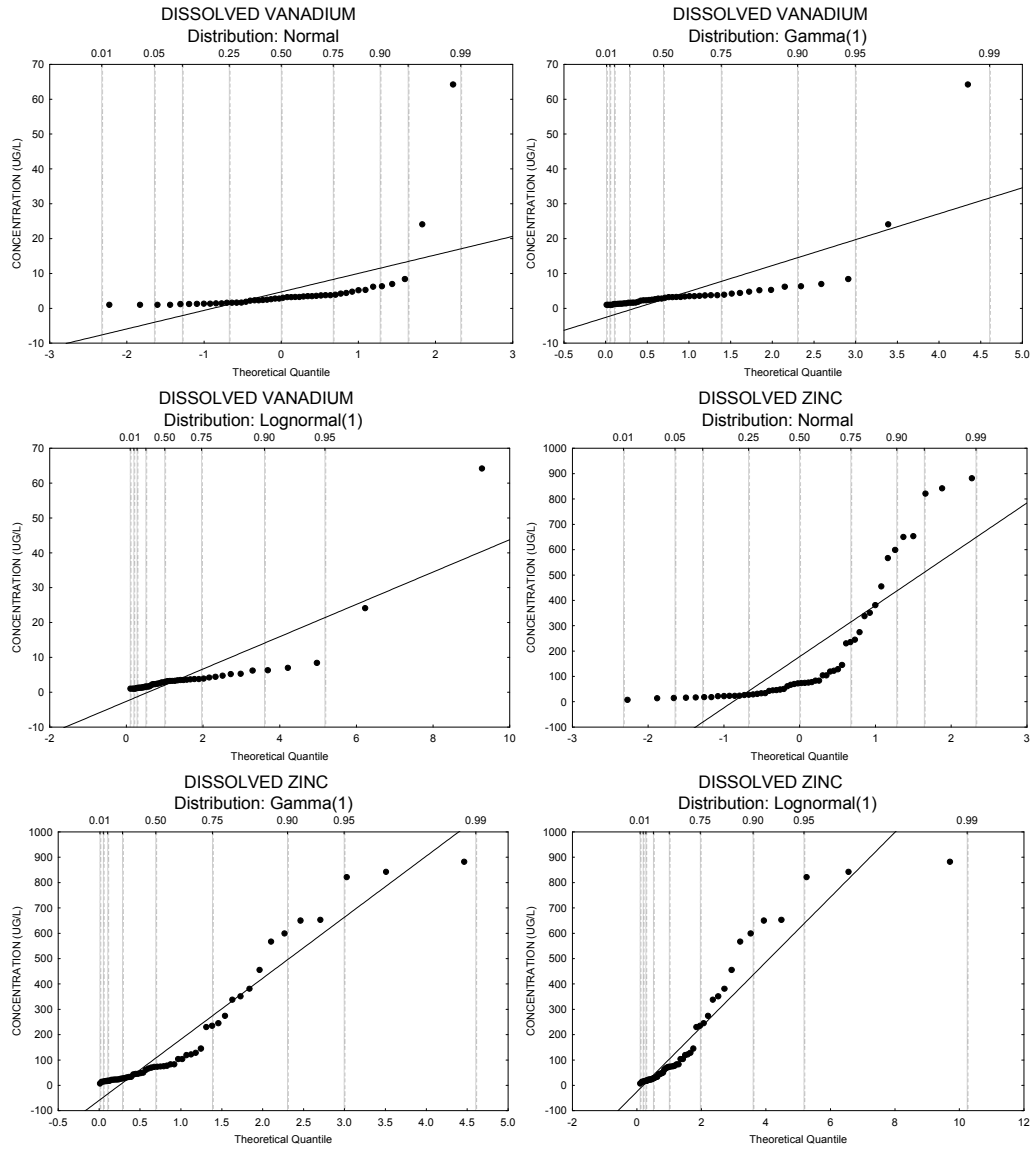 DISSOLVED VANADIUM
Distribution: Normal
0.01 0.05 0.25 0.50 0.75 0.90 0.99
70
60
50
40
30
20
10
0
-10
CONCENTRATION (UG/L)
-3 -2 -1 0 1 2 3
Theoretical Quantile
DISSOLVED VANADIUM
Distribution: Gamma(1)
0.01 0.50 0.75 0.90 0.95 0.99
70
60
50
40
30
20
10
0
-10
CONCENTRATION (UG/L)
-0.5 0.0 0.5 1.0 1.5 2.0 2.5 3.0 3.5 4.0 4.5 5.0
Theoretical Quantile
DISSOLVED VANADIUM
Distribution: Lognormal(1)
0.01 0.50 0.75 0.90 0.95
70
60
50
40
30
20
10
0
-10
CONCENTRATION (UG/L)
-2 0 2 4 6 8 10
Theoretical Quantile
DISSOLVED ZINC
Distribution: Normal
0.01 0.05 0.25 0.50 0.75 0.90 0.99
1000
900
800
700
600
500
400
300
200
100
0
-100
CONCENTRATION (UG/L)
-3 -2 -1 0 1 2 3
Theoretical Quantile
DISSOLVED ZINC
Distribution: Gamma(1)
0.01 0.50 0.75 0.90 0.95 0.99
1000
900
800
700
600
500
400
300
200
100
0
-100
CONCENTRATION (UG/L)
-0.5 0.0 0.5 1.0 1.5 2.0 2.5 3.0 3.5 4.0 4.5 5.0
Theoretical Quantile
DISSOLVED ZINC
Distribution: Lognormal(1)
0.01 0.75 0.90 0.95 0.99
1000
900
800
700
600
500
400
300
200
100
0
-100
CONCENTRATION (UG/L)
-2 0 2 4 6 8 10 12
Theoretical Quantile